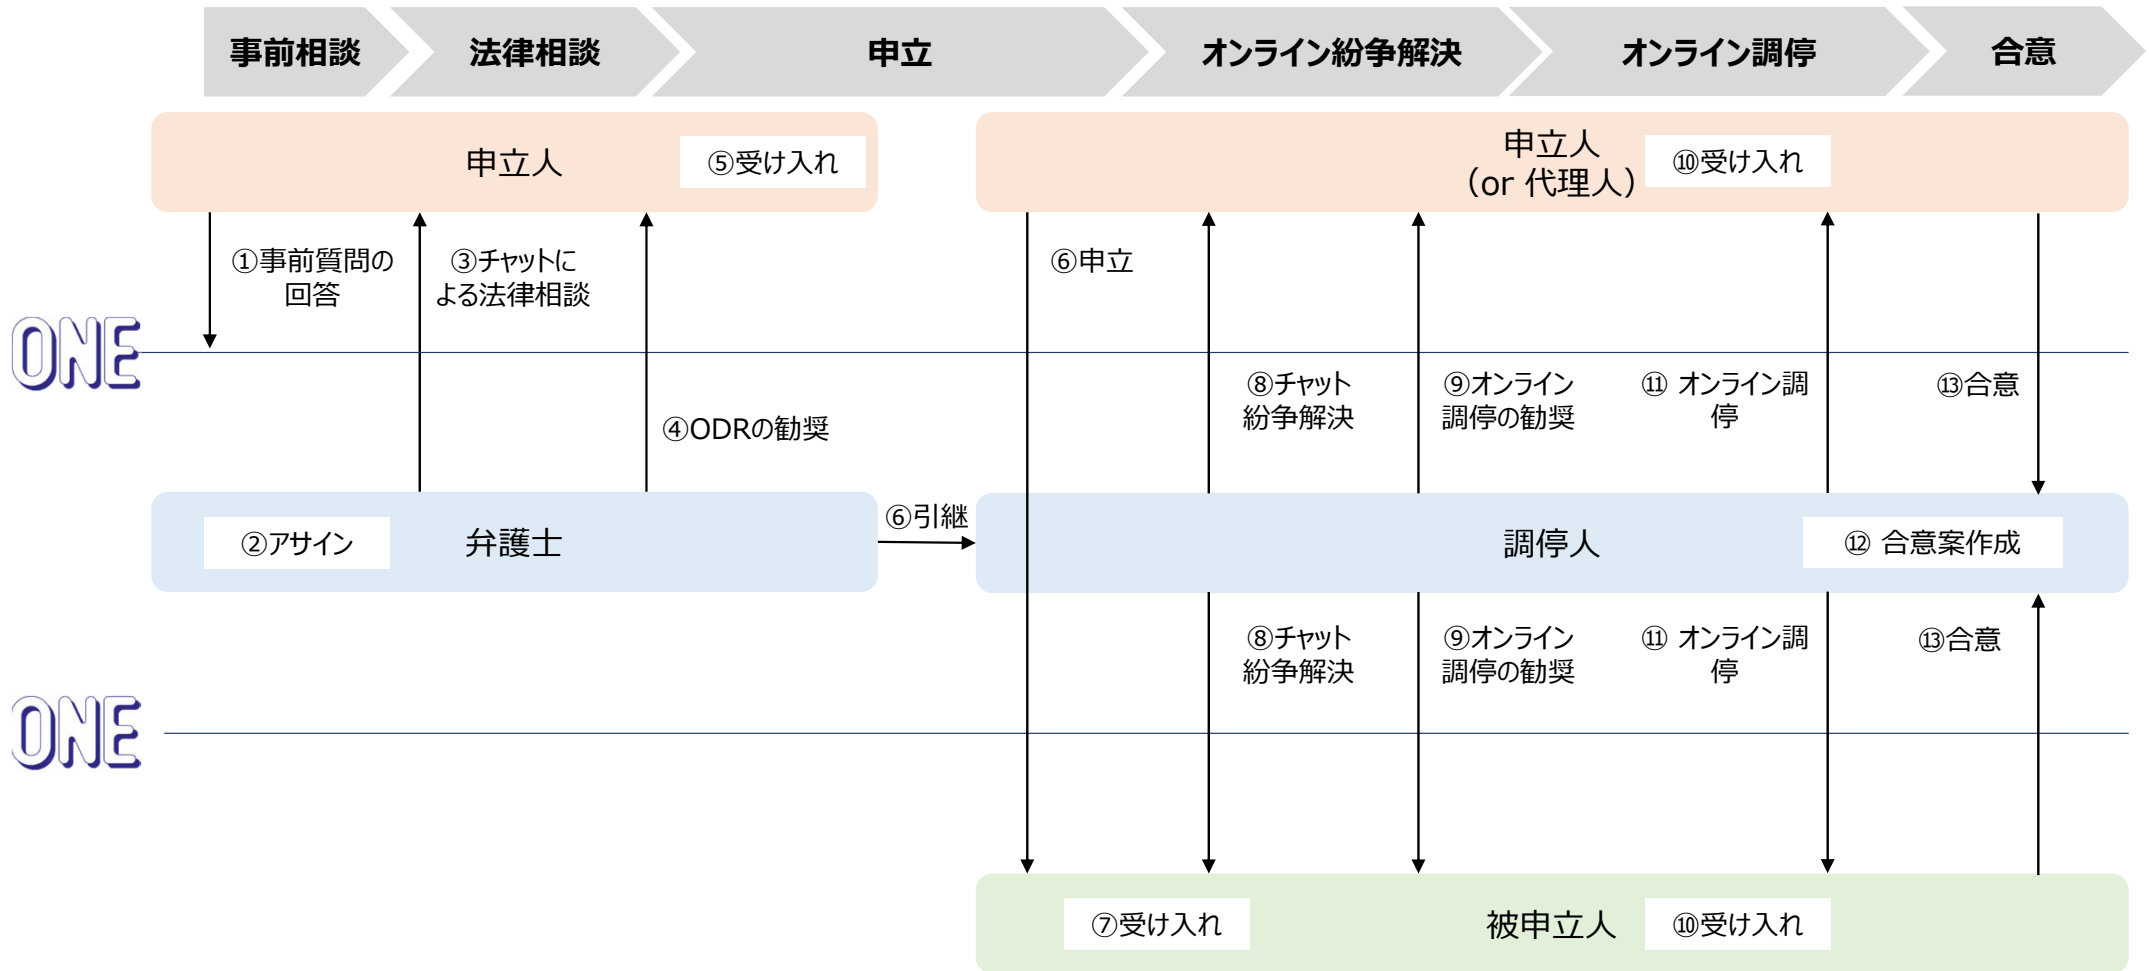 事前相談
法律相談
申立
オンライン紛争解決
オンライン調停
合意
申立人
⑤受け入れ
申立人
（or 代理人）
⑩受け入れ
①事前質問の
回答
③チャットに
よる法律相談
⑥申立
ONE
④ODRの勧奨
⑧チャット
紛争解決
⑨オンライン
調停の勧奨
⑪ オンライン調
停
⑬合意
②アサイン
弁護士
⑥引継
調停人
⑫ 合意案作成
⑧チャット
紛争解決
⑨オンライン
調停の勧奨
⑪ オンライン調
停
⑬合意
ONE
⑦受け入れ
被申立人
⑩受け入れ